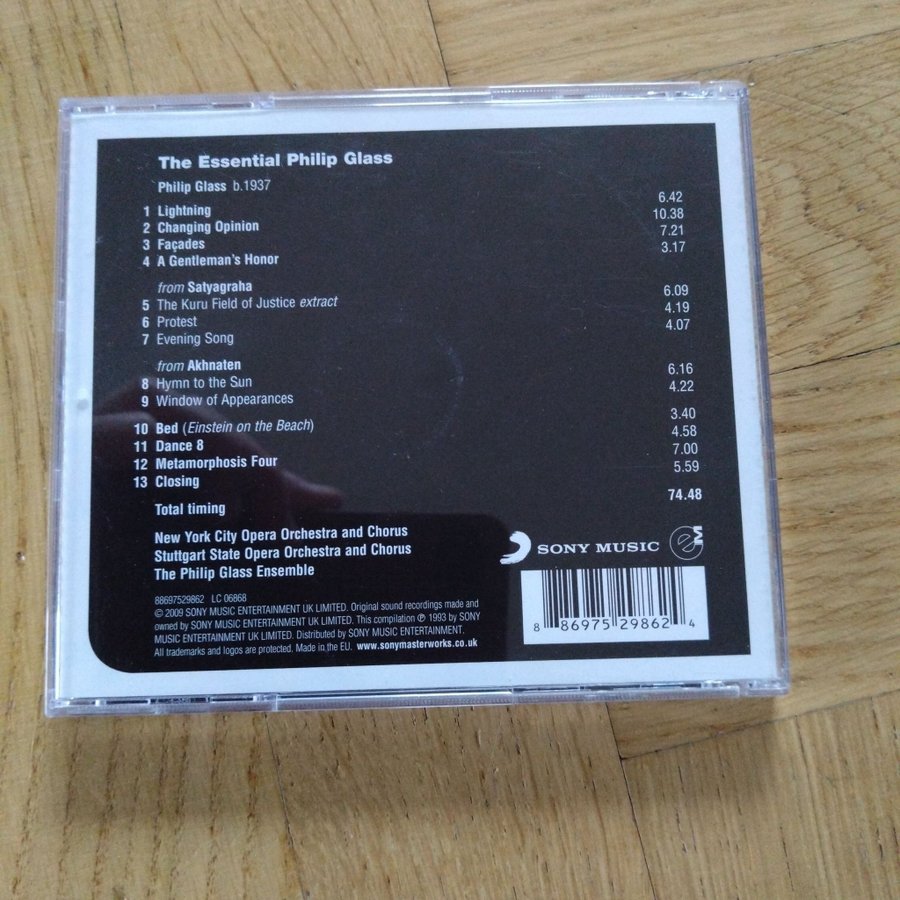 The Essential Philip Glass
Philip Glass b.1937
1 Lightning 6.42
2 Changing Opinion 10.38
3 Façades 7.21
4 A Gentleman's Honor 3.17
from Satyagraha
5 The Kuru Field of Justice extract 6.09
6 Protest 4.19
7 Evening Song 4.07
from Akhnaten
8 Hymn to the Sun 6.16
9 Window of Appearances 4.22
10 Bed (Einstein on the Beach) 3.40
11 Dance 8 4.58
12 Metamorphosis Four 7.00
13 Closing 5.59
Total timing 74.48
New York City Opera Orchestra and Chorus
Stuttgart State Opera Orchestra and Chorus
The Philip Glass Ensemble
SONY MUSIC
88697529862 LC 06868
© 2009 SONY MUSIC ENTERTAINMENT UK LIMITED. Original sound recordings made and
owned by SONY MUSIC ENTERTAINMENT UK LIMITED. This compilation ℗ 1993 by SONY
MUSIC ENTERTAINMENT UK LIMITED. Distributed by SONY MUSIC ENTERTAINMENT.
All trademarks and logos are protected. Made in the EU. www.sonymasterworks.co.uk
8 86975 29862 4